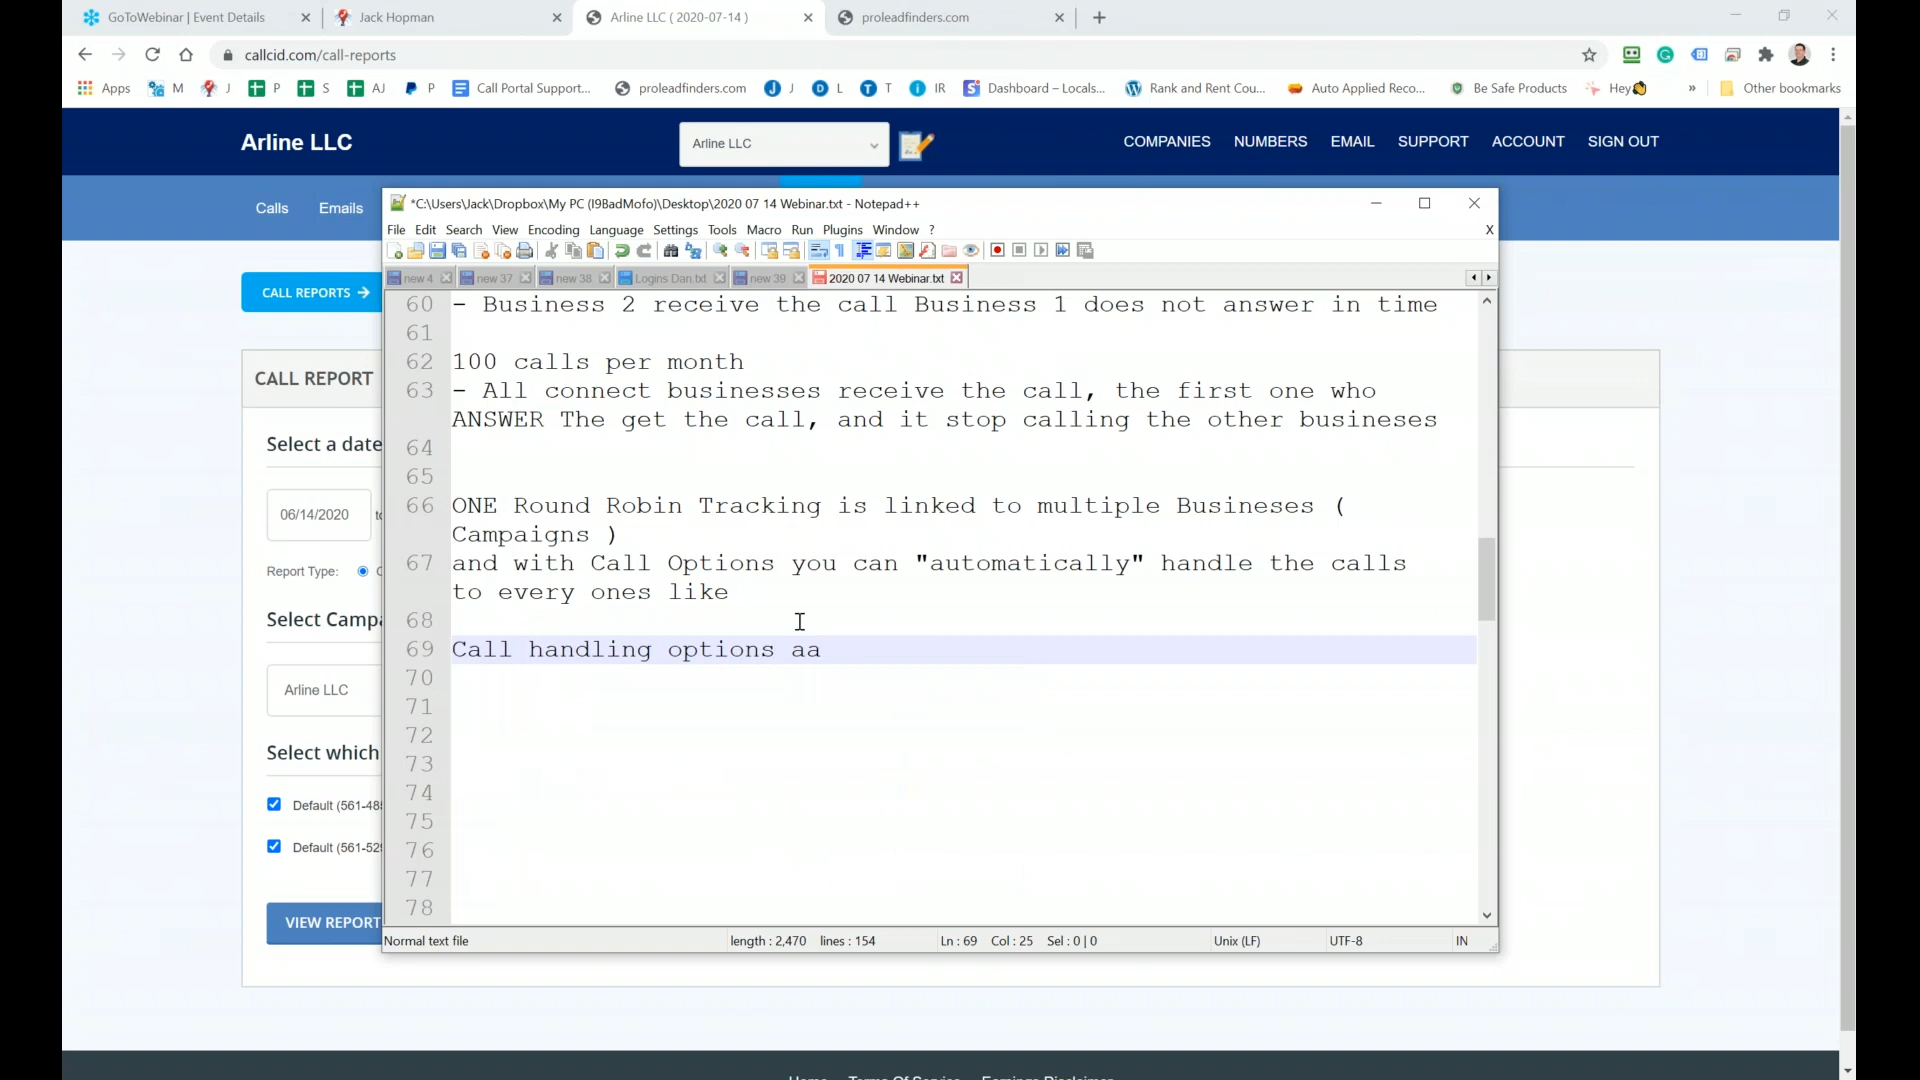 GoToWebinar | Event Details
Jack Hopman
Arline LLC ( 2020-07-14 )
proleadfinders.com
callcid.com/call-reports
Apps
M
J
P
S
AJ
P
Call Portal Support...
proleadfinders.com
J
L
T
IR
Dashboard – Locals...
Rank and Rent Cou...
Auto Applied Reco...
Be Safe Products
Hey
»
Other bookmarks
Arline LLC
Arline LLC
COMPANIES
NUMBERS
EMAIL
SUPPORT
ACCOUNT
SIGN OUT
Calls
Emails
CALL REPORTS
CALL REPORT
Select a date
06/14/2020
Report Type:
Select Campa
Arline LLC
Select which
Default (561-48
Default (561-52
VIEW REPORT
*C:\Users\Jack\Dropbox\My PC (I9BadMofo)\Desktop\2020 07 14 Webinar.txt - Notepad++
File Edit Search View Encoding Language Settings Tools Macro Run Plugins Window ?
X
new 4
new 37
new 38
Logins Dan.txt
new 39
2020 07 14 Webinar.txt
60 - Business 2 receive the call Business 1 does not answer in time
61
62 100 calls per month
63 - All connect businesses receive the call, the first one who
ANSWER The get the call, and it stop calling the other busineses
64
65
66 ONE Round Robin Tracking is linked to multiple Busineses (
Campaigns )
67 and with Call Options you can "automatically" handle the calls
to every ones like
68
69 Call handling options aa
70
71
72
73
74
75
76
77
78
Normal text file
length : 2,470 lines : 154
Ln : 69 Col : 25 Sel : 0 | 0
Unix (LF)
UTF-8
IN